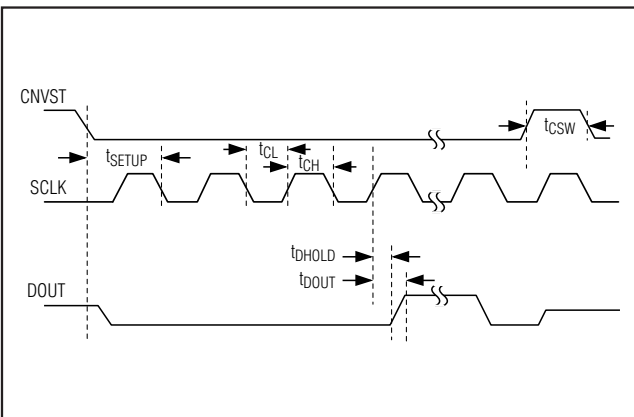 CNVST
tCSW
tSETUP
tCL
tCH
SCLK
tDHOLD
tDOUT
DOUT